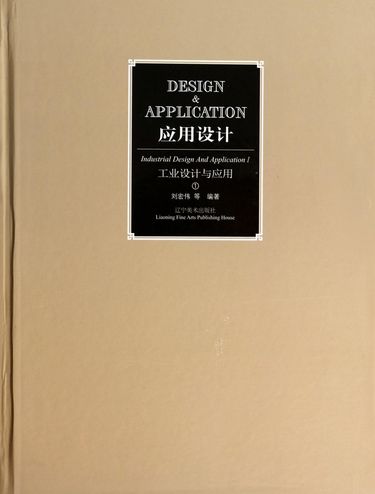 DESIGN
&
APPLICATION
应用设计
Industrial Design And Application I
工业设计与应用
①
刘宏伟 等 编著
辽宁美术出版社
Liaoning Fine Arts Publishing House